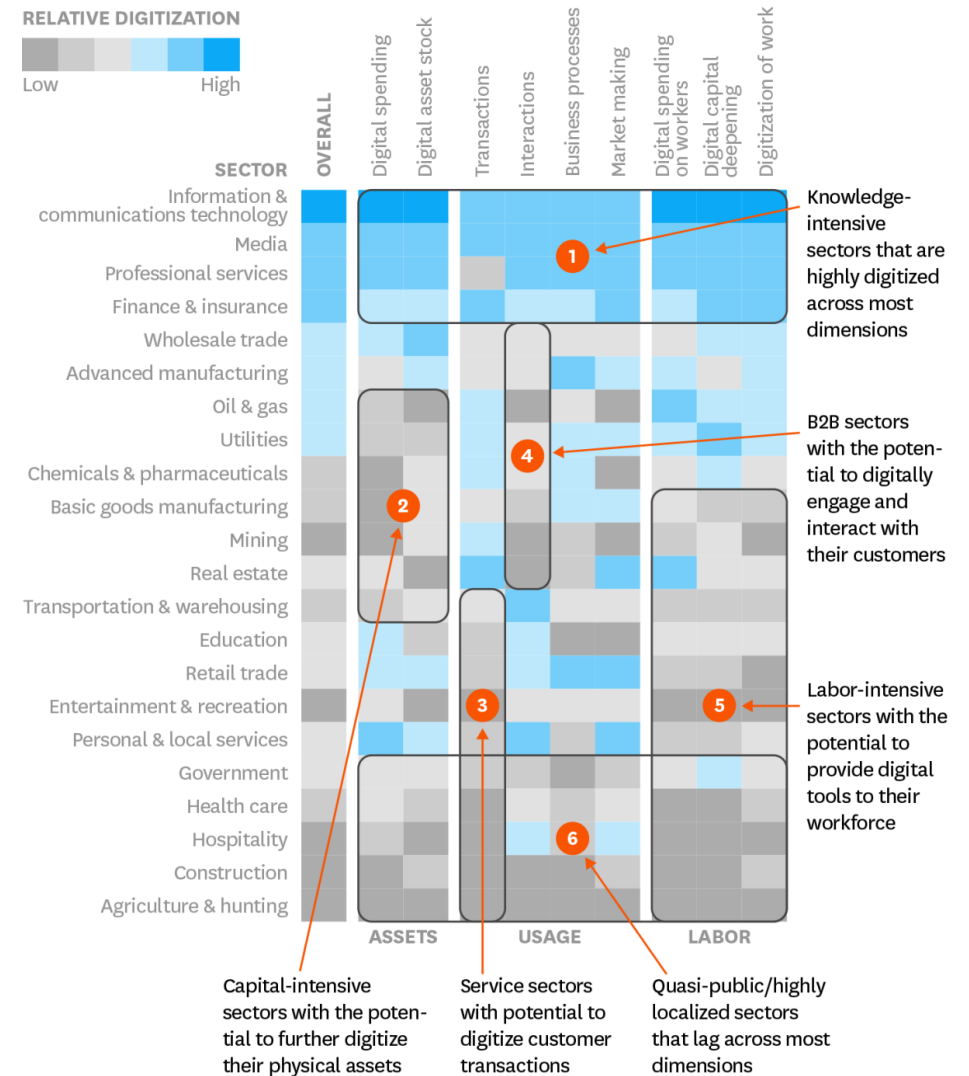 RELATIVE DIGITIZATION
Low
High
SECTOR
OVERALL
Digital spending
Digital asset stock
Transactions
Interactions
Business processes
Market making
Digital spending
on workers
Digital capital
deepening
Digitization of work
Information &
communications technology
Media
Professional services
Finance & insurance
Wholesale trade
Advanced manufacturing
Oil & gas
Utilities
Chemicals & pharmaceuticals
Basic goods manufacturing
Mining
Real estate
Transportation & warehousing
Education
Retail trade
Entertainment & recreation
Personal & local services
Government
Health care
Hospitality
Construction
Agriculture & hunting
1
2
3
4
5
6
Knowledge-
intensive
sectors that are
highly digitized
across most
dimensions
B2B sectors
with the poten-
tial to digitally
engage and
interact with
their customers
Labor-intensive
sectors with the
potential to
provide digital
tools to their
workforce
ASSETS
USAGE
LABOR
Capital-intensive
sectors with the poten-
tial to further digitize
their physical assets
Service sectors
with potential to
digitize customer
transactions
Quasi-public/highly
localized sectors
that lag across most
dimensions